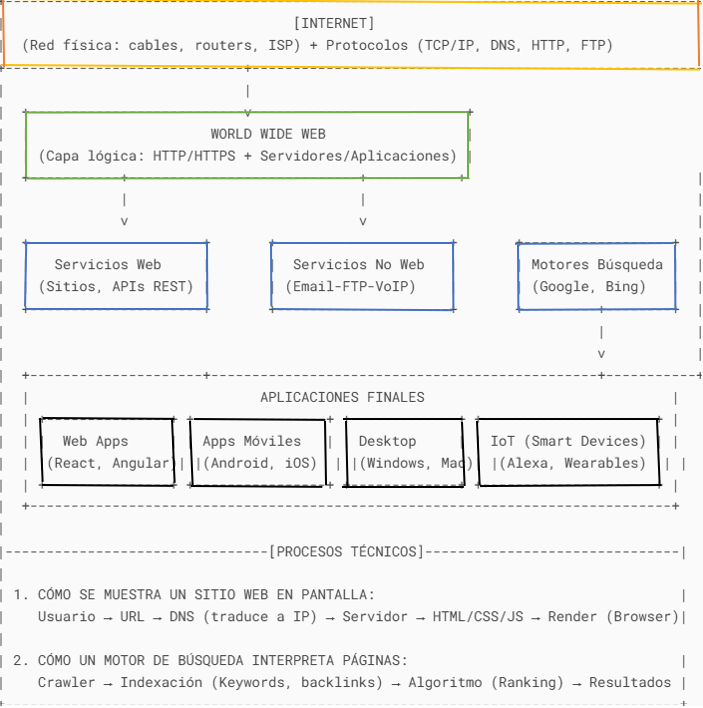 [INTERNET]
(Red física: cables, routers, ISP) + Protocolos (TCP/IP, DNS, HTTP, FTP)
WORLD WIDE WEB
(Capa lógica: HTTP/HTTPS + Servidores/Aplicaciones)
Servicios Web
(Sitios, APIs REST)
Servicios No Web
(Email-FTP-VoIP)
Motores Búsqueda
(Google, Bing)
APLICACIONES FINALES
Web Apps
(React, Angular)
Apps Móviles
(Android, iOS)
Desktop
(Windows, Mac)
IoT (Smart Devices)
(Alexa, Wearables)
[PROCESOS TÉCNICOS]
1. CÓMO SE MUESTRA UN SITIO WEB EN PANTALLA:
Usuario → URL → DNS (traduce a IP) → Servidor → HTML/CSS/JS → Render (Browser)
2. CÓMO UN MOTOR DE BÚSQUEDA INTERPRETA PÁGINAS:
Crawler → Indexación (Keywords, backlinks) → Algoritmo (Ranking) → Resultados